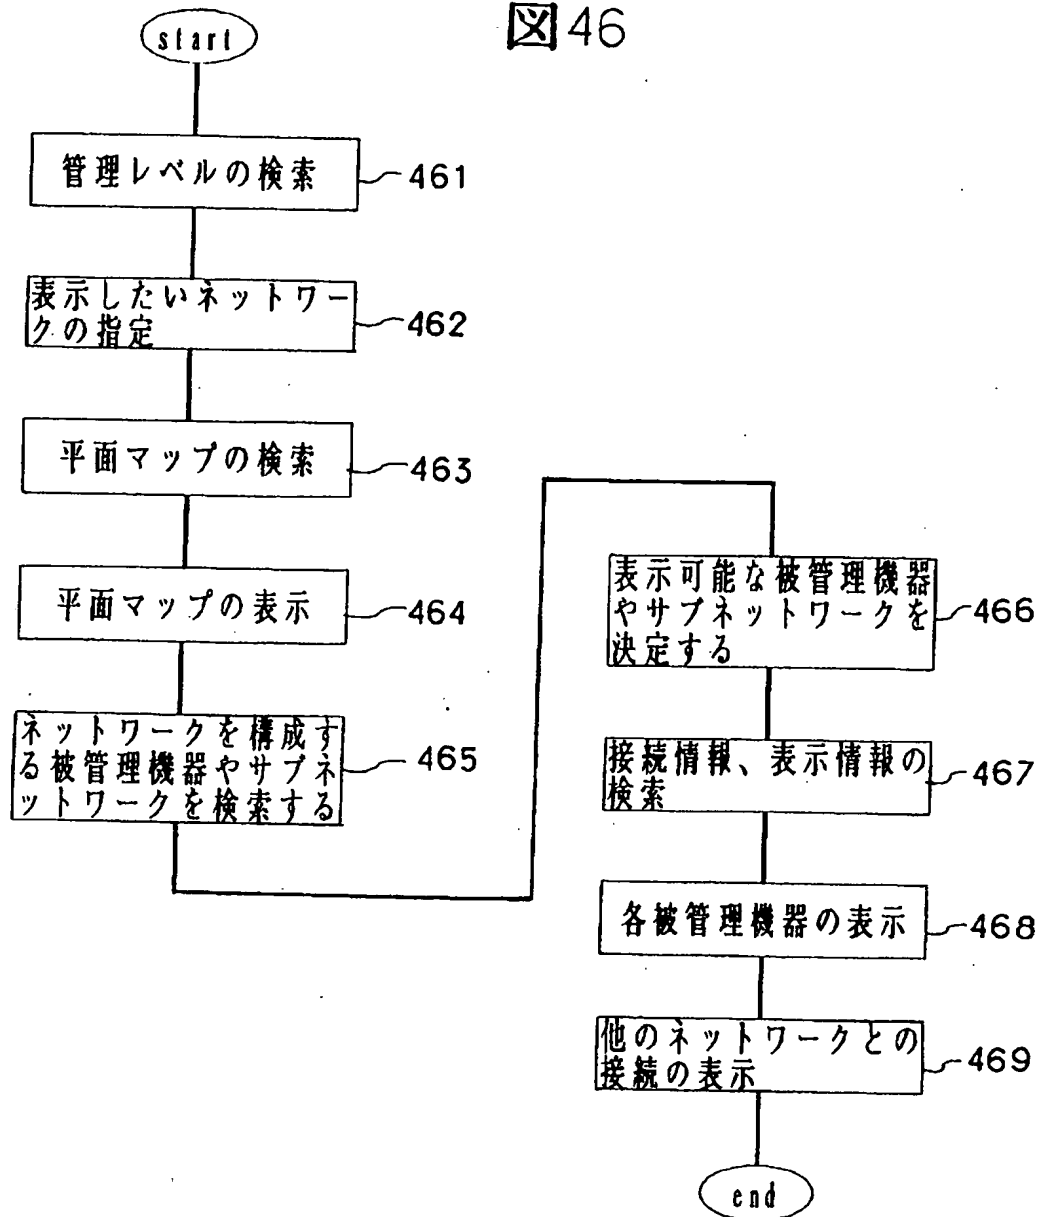 図46
start
管理レベルの検索
461
表示したいネットワー
クの指定
462
平面マップの検索
463
平面マップの表示
464
ネットワークを構成す
る被管理機器やサブネ
ットワークを検索する
465
表示可能な被管理機器
やサブネットワークを
決定する
466
接続情報、表示情報の
検索
467
各被管理機器の表示
468
他のネットワークとの
接続の表示
469
end